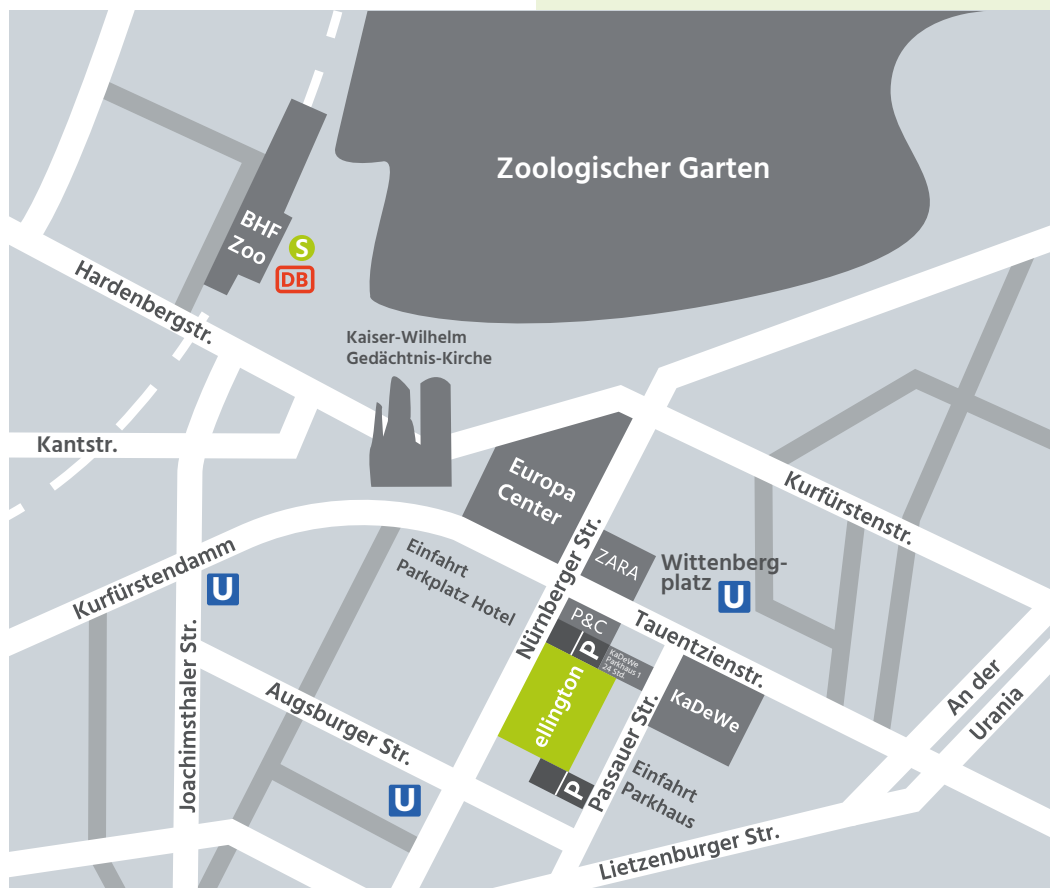 Zoologischer Garten
BHF
Zoo
S
DB
Hardenbergstr.
Kaiser-Wilhelm
Gedächtnis-Kirche
Kantstr.
Europa
Center
Kurfürstenstr.
Kurfürstendamm
U
Einfahrt
Parkplatz Hotel
Nürnberger Str.
ZARA
Wittenberg-
platz
U
P&C
Tauentzienstr.
P
KaDeWe
Parkhaus 1
24 Std.
ellington
KaDeWe
An der
Urania
Joachimsthaler Str.
Augsburger Str.
U
P
Passauer Str.
Einfahrt
Parkhaus
Lietzenburger Str.